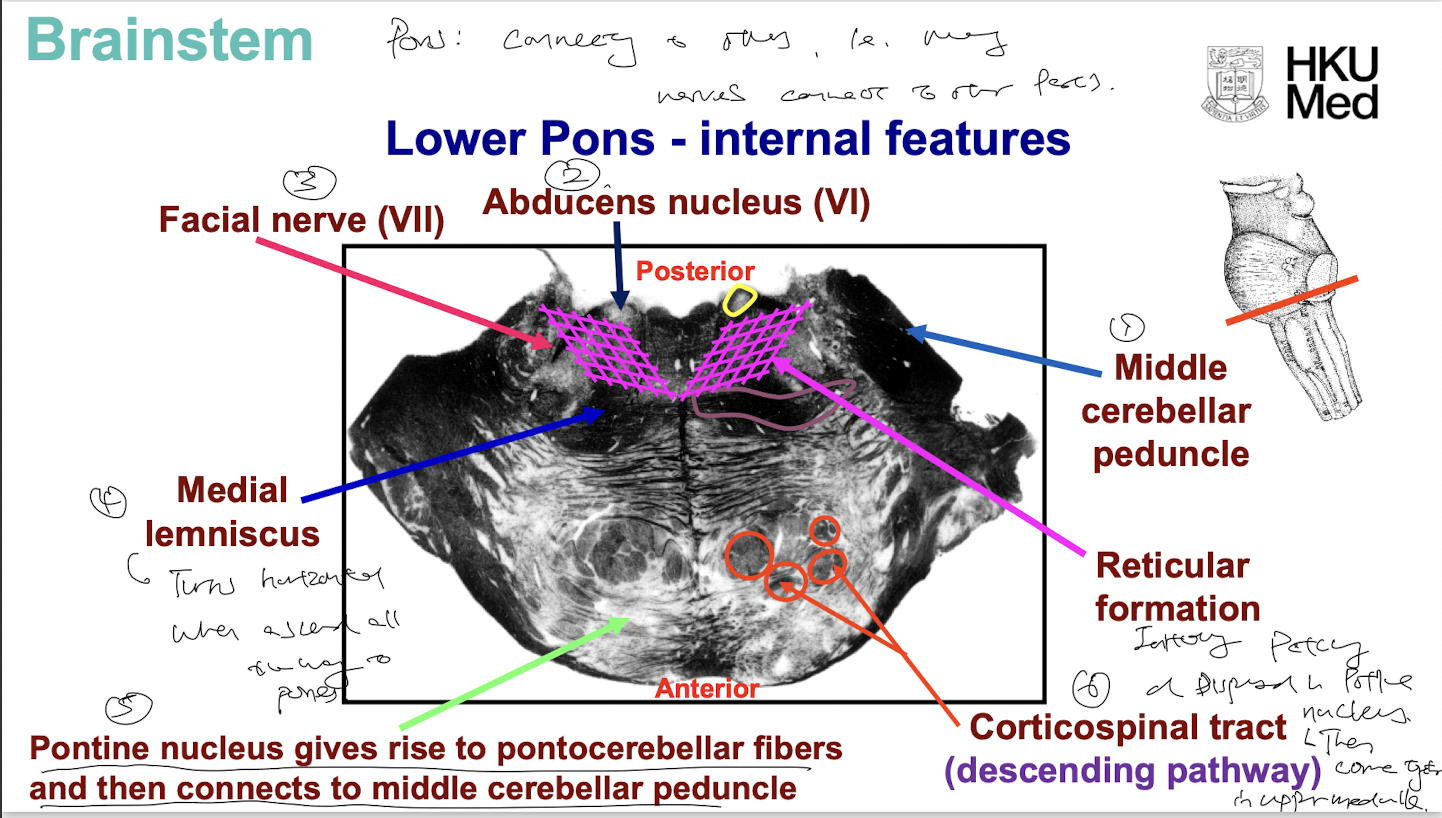 Brainstem
Pons: connecting to others, i.e. many
nerves connect to other parts.
HKU
Med
Lower Pons - internal features
3
2
Facial nerve (VII)
Abducens nucleus (VI)
Posterior
1
Middle
cerebellar
peduncle
4
Medial
lemniscus
Turns horizontal
when ascend all
the way to
pones
Reticular
formation
Anterior
5
6
Pontine nucleus gives rise to pontocerebellar fibers
and then connects to middle cerebellar peduncle
Corticospinal tract
(descending pathway)
Patchy
Dispersed in Pontine
nucleus.
Then
come together
in upper medulla.